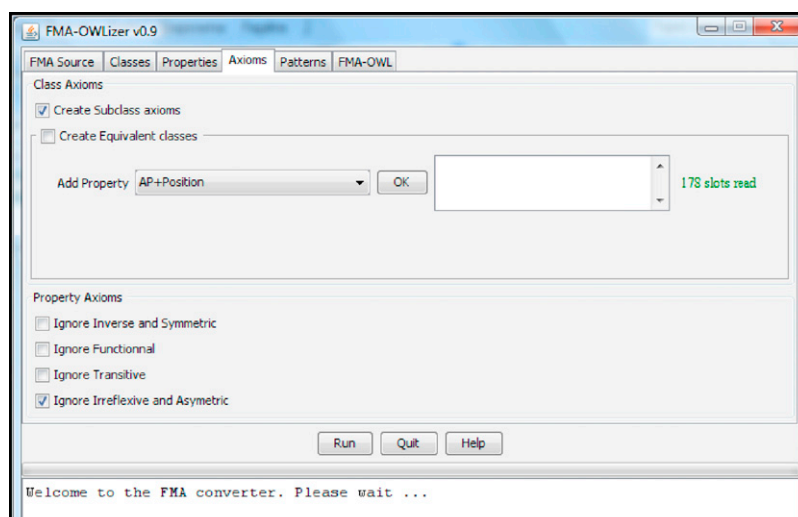 FMA-OWLizer v0.9
FMA Source Classes Properties Axioms Patterns FMA-OWL
Class Axioms
Create Subclass axioms
Create Equivalent classes
Add Property AP+Position OK 178 slots read
Property Axioms
Ignore Inverse and Symmetric
Ignore Functionnal
Ignore Transitive
Ignore Irreflexive and Asymetric
Run Quit Help
Welcome to the FMA converter. Please wait ...